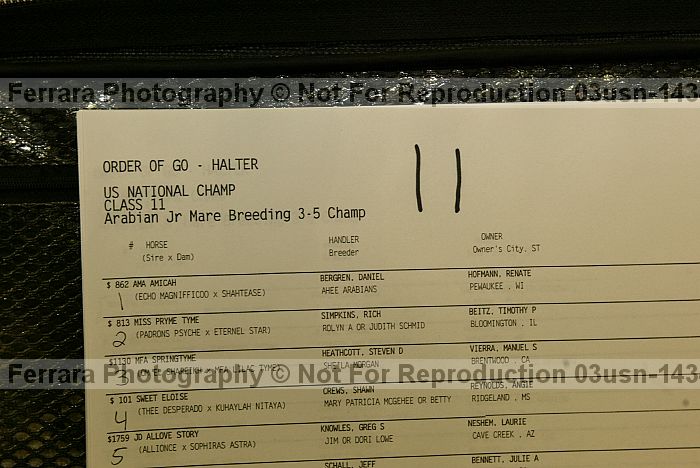 Ferrara Photography © Not For Reproduction 03usn-143
11
ORDER OF GO - HALTER
US NATIONAL CHAMP
CLASS 11
Arabian Jr Mare Breeding 3-5 Champ
# HORSE HANDLER OWNER
(Sire x Dam) Breeder Owner's City, ST
$ 862 AMA AMICAH BERGREN, DANIEL HOFMANN, RENATE
1 (ECHO MAGNIFFICOO x SHAHTEASE) AHEE ARABIANS PEWAUKEE , WI
$ 813 MISS PRYME TYME SIMPKINS, RICH BEITZ, TIMOTHY P
2 (PADRONS PSYCHE x ETERNEL STAR) ROLYN A OR JUDITH SCHMID BLOOMINGTON , IL
$1130 MFA SPRINGTYME HEATHCOTT, STEVEN D VIERRA, MANUEL S
3 x MFA LILAC TYME) SHEILA MORGAN BRENTWOOD , CA
Ferrara Photography © Not For Reproduction 03usn-143
$ 101 SWEET ELOISE CREWS, SHAWN REYNOLDS, ANGIE
4 (THEE DESPERADO x KUHAYLAH NITAYA) MARY PATRICIA MCGEHEE OR BETTY RIDGELAND , MS
$1759 JD ALLOVE STORY KNOWLES, GREG S NESHEM, LAURIE
5 (ALLIONCE x SOPHIRAS ASTRA) JIM OR DORI LOWE CAVE CREEK , AZ
SCHALL, JEFF BENNETT, JULIE A